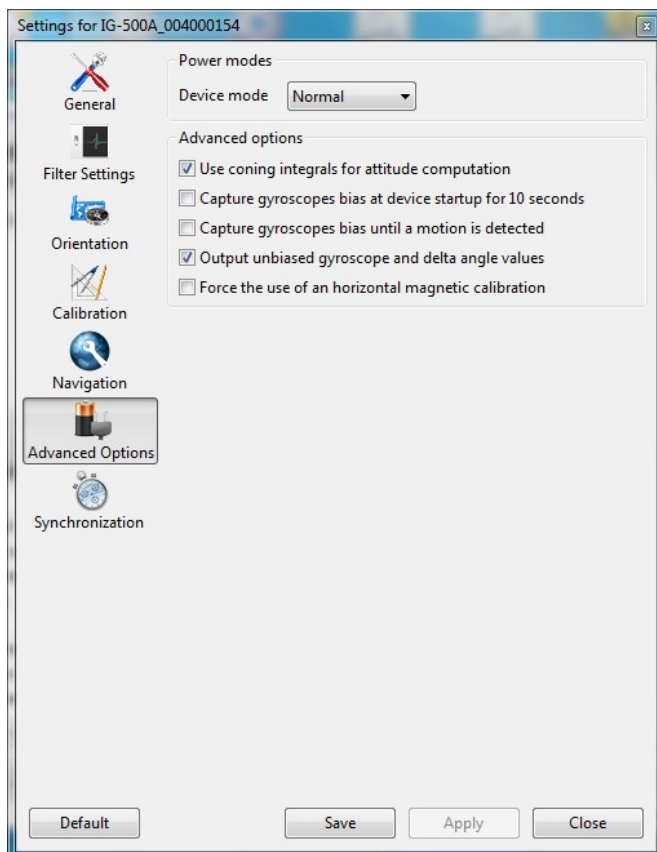 Settings for IG-500A_004000154
General
Filter Settings
Orientation
Calibration
Navigation
Advanced Options
Synchronization
Power modes
Device mode Normal
Advanced options
Use coning integrals for attitude computation
Capture gyroscopes bias at device startup for 10 seconds
Capture gyroscopes bias until a motion is detected
Output unbiased gyroscope and delta angle values
Force the use of an horizontal magnetic calibration
Default Save Apply Close